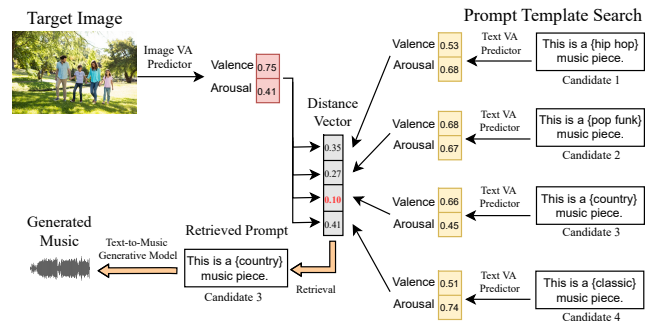 Target Image
Image VA
Predictor
Valence
0.75
Arousal
0.41
Distance
Vector
0.35
0.27
0.10
0.41
Prompt Template Search
Valence
0.53
Arousal
0.68
Text VA
Predictor
This is a {hip hop}
music piece.
Candidate 1
Valence
0.68
Arousal
0.67
Text VA
Predictor
This is a {pop funk}
music piece.
Candidate 2
Valence
0.66
Arousal
0.45
Text VA
Predictor
This is a {country}
music piece.
Candidate 3
Valence
0.51
Arousal
0.74
Text VA
Predictor
This is a {classic}
music piece.
Candidate 4
Retrieval
Retrieved Prompt
This is a {country}
music piece.
Candidate 3
Text-to-Music
Generative Model
Generated
Music